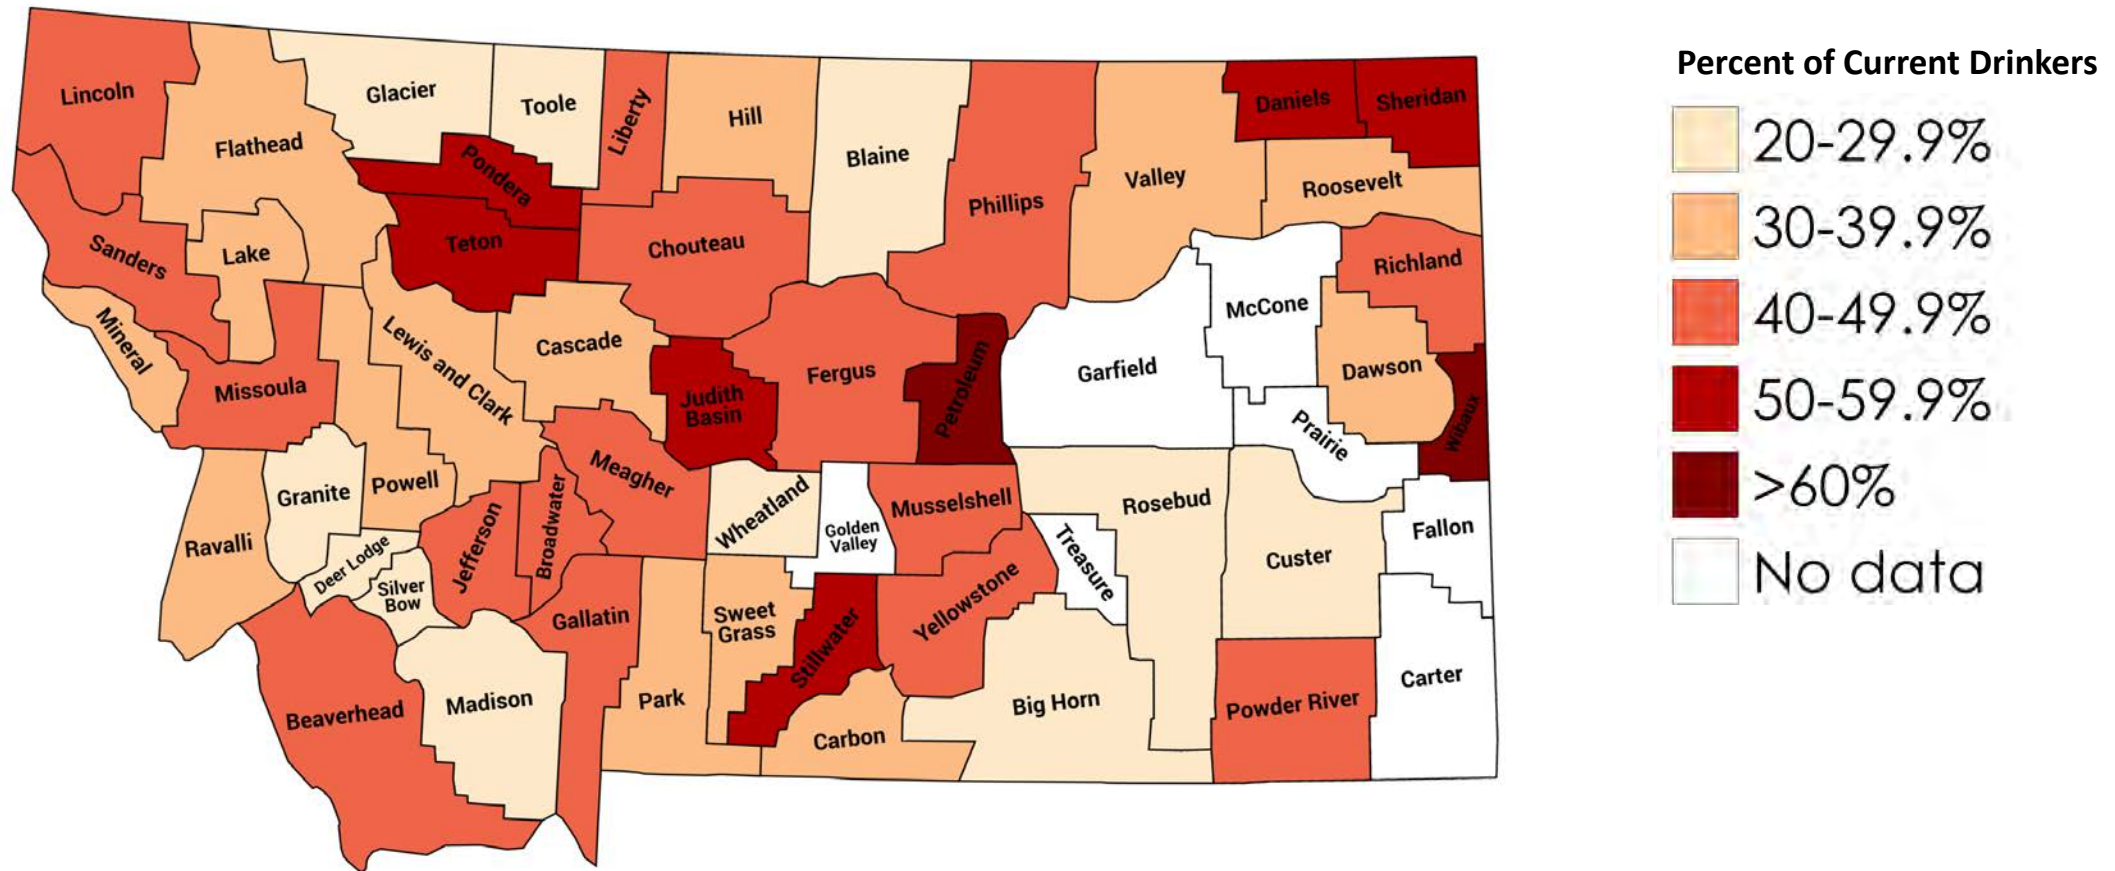 Percent of Current Drinkers
20-29.9%
30-39.9%
40-49.9%
50-59.9%
>60%
No data
Lincoln
Flathead
Glacier
Toole
Liberty
Hill
Blaine
Phillips
Valley
Daniels
Sheridan
Roosevelt
Pondera
Teton
Chouteau
Sanders
Lake
Richland
McCone
Mineral
Missoula
Lewis and Clark
Cascade
Judith
Basin
Fergus
Petroleum
Garfield
Dawson
Prairie
Wibaux
Granite
Powell
Meagher
Wheatland
Golden
Valley
Musselshell
Rosebud
Treasure
Custer
Fallon
Ravalli
Deer Lodge
Silver
Bow
Jefferson
Broadwater
Gallatin
Sweet
Grass
Stillwater
Yellowstone
Beaverhead
Madison
Park
Carbon
Big Horn
Powder River
Carter